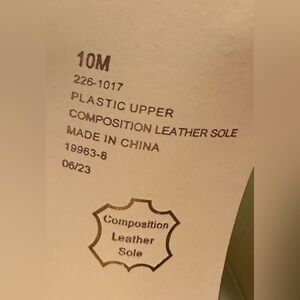 10M
226-1017
PLASTIC UPPER
COMPOSITION LEATHER SOLE
MADE IN CHINA
19963-8
06/23
Composition
Leather
Sole